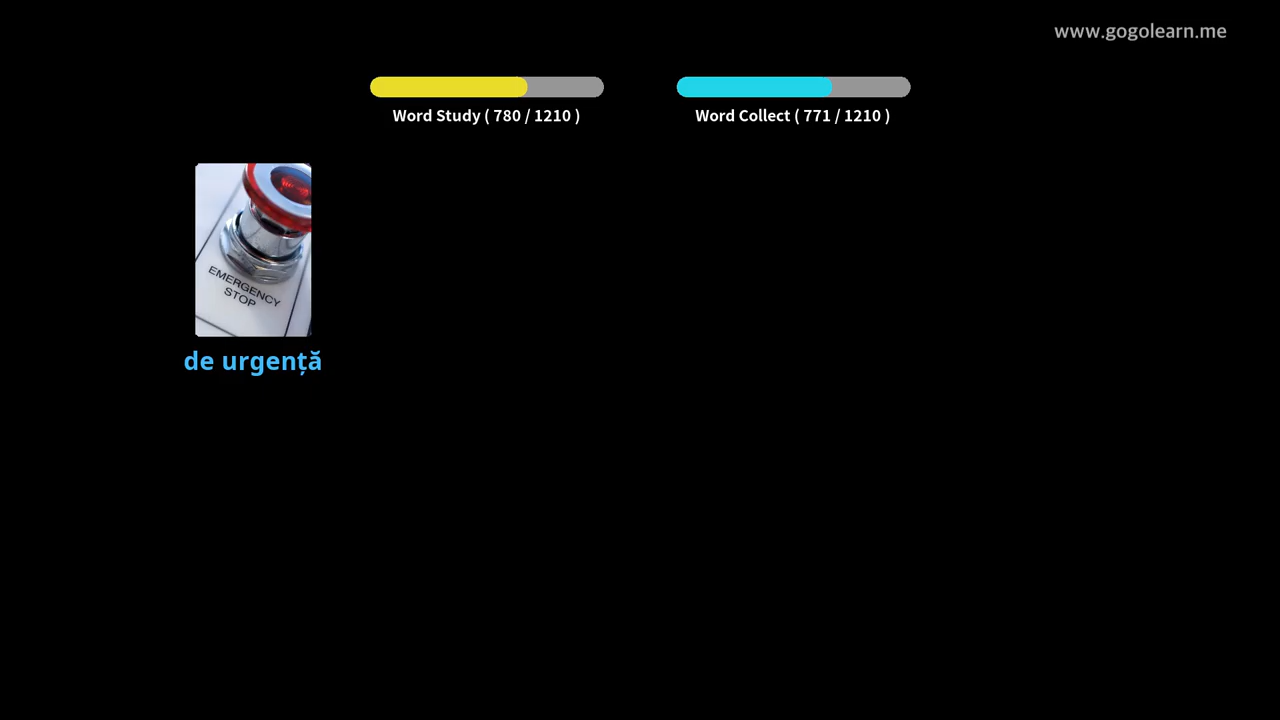 www.gogolearn.me
Word Study ( 780 / 1210 )
Word Collect ( 771 / 1210 )
EMERGENCY
STOP
de urgență